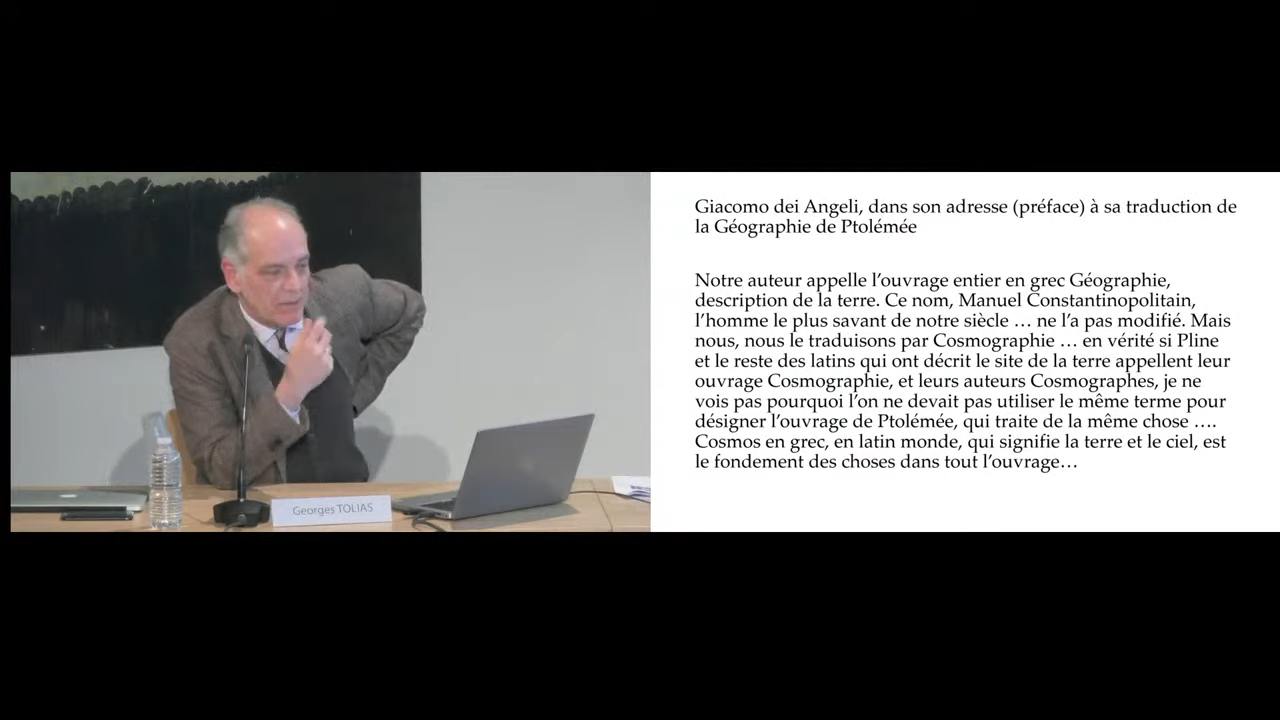 Georges TOLIAS
Giacomo dei Angeli, dans son adresse (préface) à sa traduction de
la Géographie de Ptolémée
Notre auteur appelle l’ouvrage entier en grec Géographie,
description de la terre. Ce nom, Manuel Constantinopolitain,
l’homme le plus savant de notre siècle … ne l’a pas modifié. Mais
nous, nous le traduisons par Cosmographie … en vérité si Pline
et le reste des latins qui ont décrit le site de la terre appellent leur
ouvrage Cosmographie, et leurs auteurs Cosmographes, je ne
vois pas pourquoi l’on ne devait pas utiliser le même terme pour
désigner l’ouvrage de Ptolémée, qui traite de la même chose ….
Cosmos en grec, en latin monde, qui signifie la terre et le ciel, est
le fondement des choses dans tout l’ouvrage…